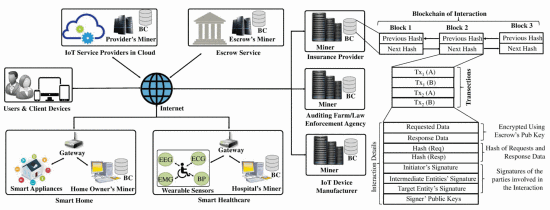 Provider's Miner
BC
IoT Service Providers in Cloud
BC
Escrow's Miner
Escrow Service
Users & Client Devices
Internet
Gateway
BC
Smart Appliances
Home Owner's Miner
Smart Home
Gateway
EEG
ECG
EMG
BP
BC
Wearable Sensors
Hospital's Miner
Smart Healthcare
BC
Miner
Insurance Provider
BC
Miner
Auditing Farm/Law
Enforcement Agency
BC
Miner
IoT Device
Manufacturer
Blockchain of Interaction
Block 1
Block 2
Block 3
Previous Hash
Previous Hash
Previous Hash
Next Hash
Next Hash
Next Hash
Tx₁ (A)
Tx₁ (B)
Tx₂ (A)
Tx₂ (B)
Transections
Interaction Details
Requested Data
Response Data
Hash (Req)
Hash (Resp)
Initiator's Signature
Intermediate Entities' Signature
Target Entity's Signature
Signer' Public Keys
Encrypted Using
Escrow's Pub Key
Hash of Requests and
Response Data
Signatures of the
parties involved in
the Interaction